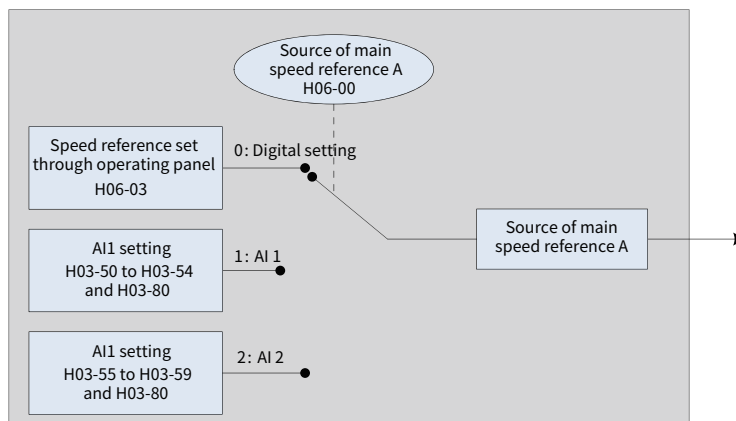 Source of main
speed reference A
H06-00
Speed reference set
through operating panel
H06-03
0: Digital setting
AI1 setting
H03-50 to H03-54
and H03-80
1: AI 1
Source of main
speed reference A
AI1 setting
H03-55 to H03-59
and H03-80
2: AI 2